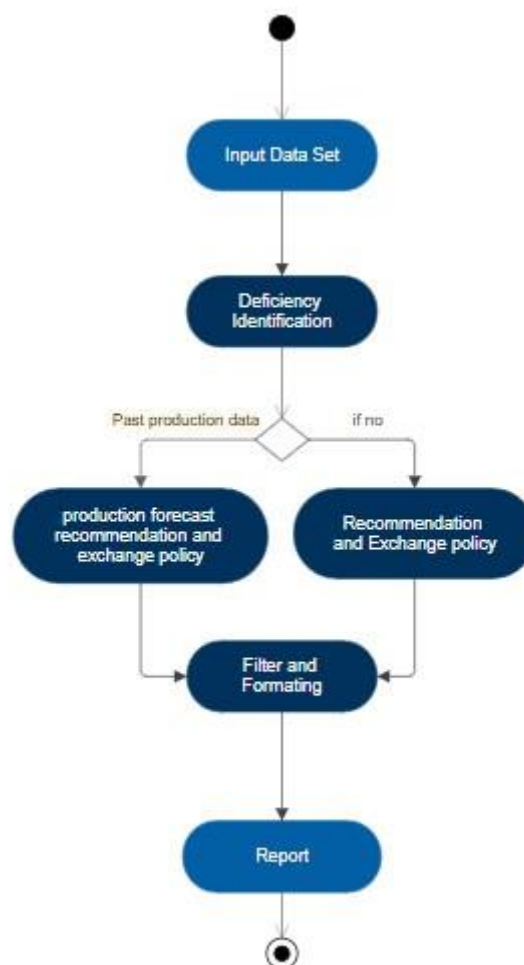 Input Data Set
Deficiency
Identification
Past production data
if no
production forecast
recommendation and
exchange policy
Recommendation
and Exchange policy
Filter and
Formating
Report